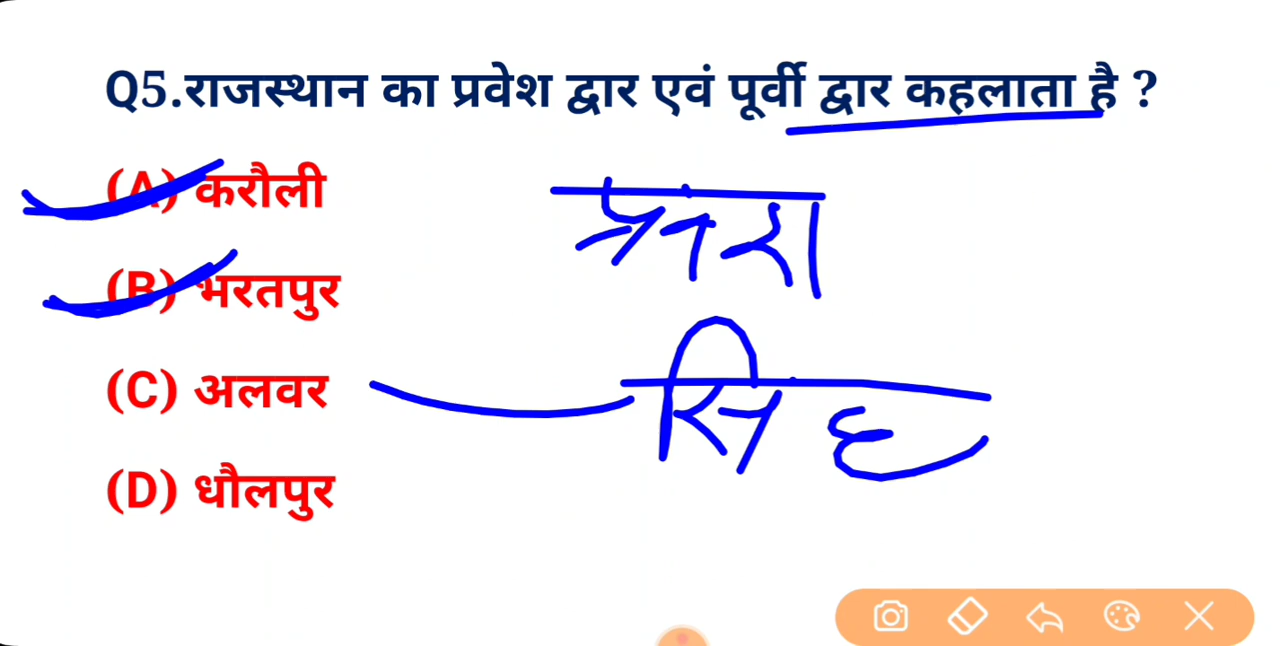 Q5.राजस्थान का प्रवेश द्वार एवं पूर्वी द्वार कहलाता है ?
(A) करौली
(B) भरतपुर
(C) अलवर
(D) धौलपुर
सिंह